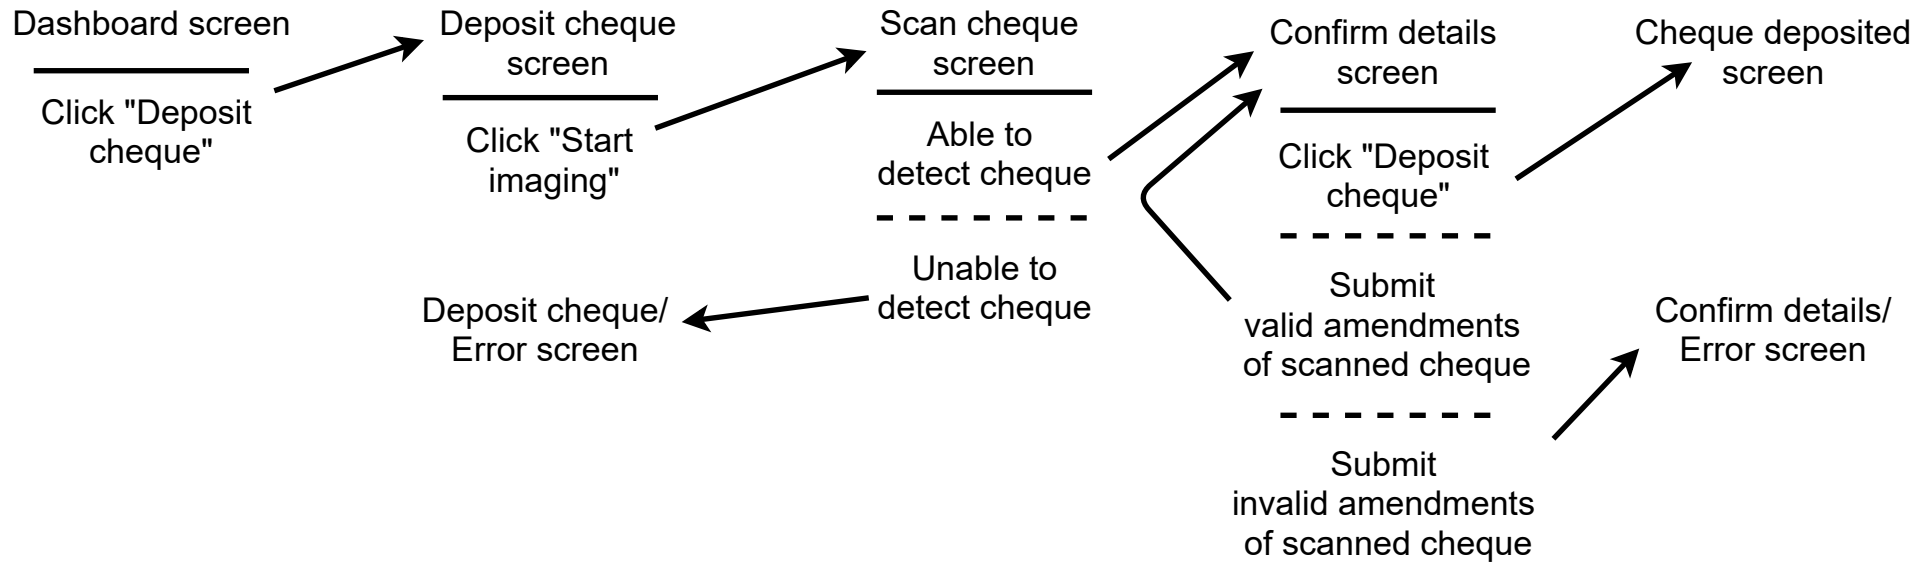 Dashboard screen
Click "Deposit
cheque"
Deposit cheque
screen
Click "Start
imaging"
Deposit cheque/
Error screen
Scan cheque
screen
Able to
detect cheque
Unable to
detect cheque
Confirm details
screen
Click "Deposit
cheque"
Submit
valid amendments
of scanned cheque
Submit
invalid amendments
of scanned cheque
Cheque deposited
screen
Confirm details/
Error screen